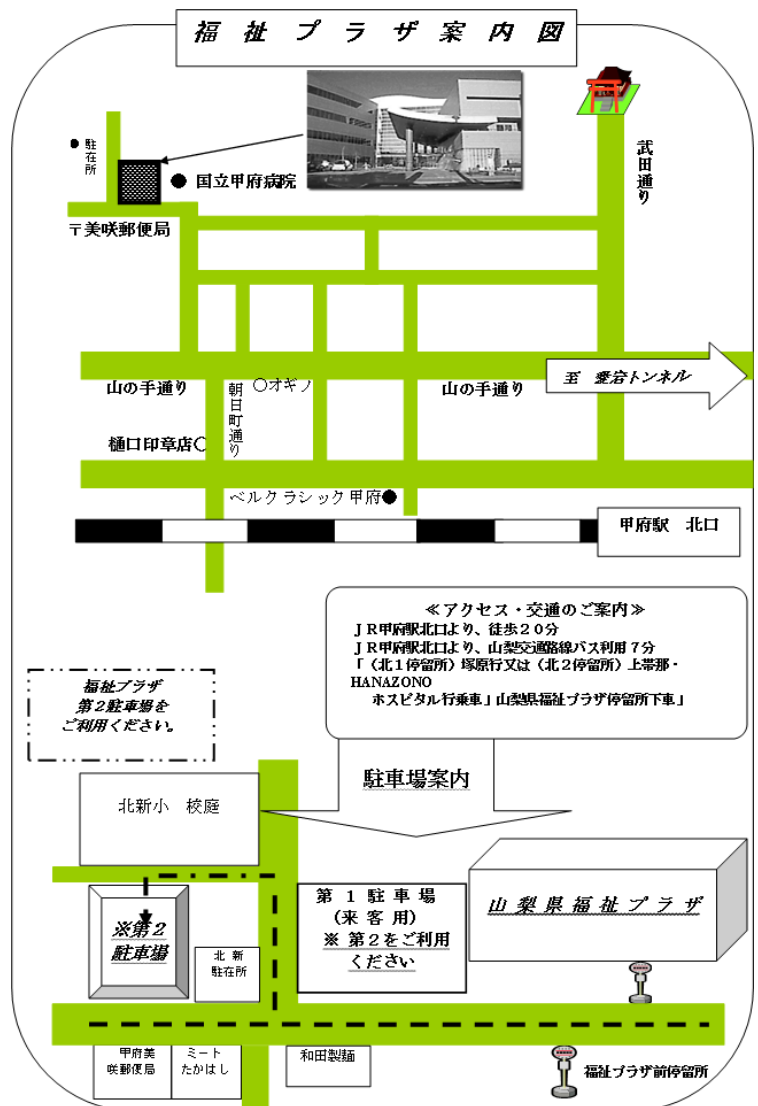 福祉プラザ案内図
武田通り
駐在所
国立甲府病院
〒美咲郵便局
山の手通り
朝日町通り
〇オギノ
山の手通り
至 愛宕トンネル
樋口印章店〇
ベルクラシック甲府●
甲府駅 北口
≪アクセス・交通のご案内≫
JR甲府駅北口より、徒歩20分
JR甲府駅北口より、山梨交通路線バス利用7分
「（北1停留所）塚原行又は（北2停留所）上帯那・
HANAZONO
ホスピタル行乗車」山梨県福祉プラザ停留所下車」
福祉プラザ
第2駐車場を
ご利用ください。
駐車場案内
北新小 校庭
第1駐車場
(来客用)
※第2をご利用
ください
山梨県福祉プラザ
※第2
駐車場
北新
駐在所
甲府美
咲郵便局
ミート
たかはし
和田製麺
福祉プラザ前停留所